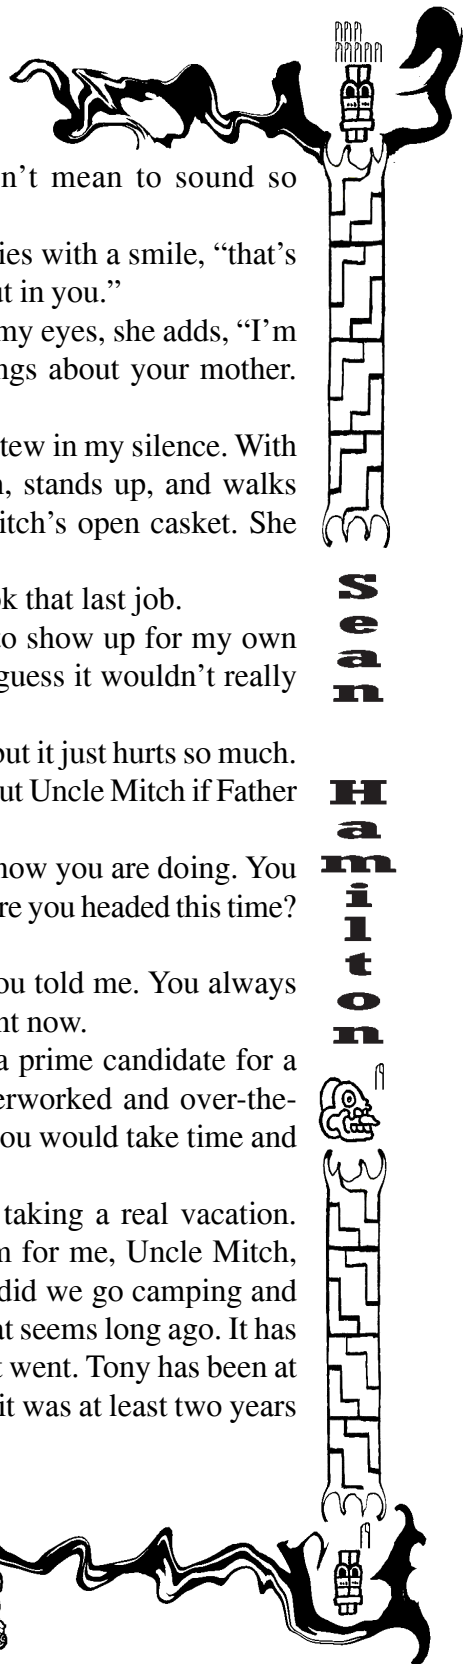 n't mean to sound so
ies with a smile, “that's
ut in you.”
my eyes, she adds, “I'm
ngs about your mother.
tew in my silence. With
n, stands up, and walks
itch's open casket. She
ok that last job.
to show up for my own
guess it wouldn't really
but it just hurts so much.
ut Uncle Mitch if Father
now you are doing. You
re you headed this time?
ou told me. You always
nt now.
a prime candidate for a
erworked and over-the-
ou would take time and
taking a real vacation.
n for me, Uncle Mitch,
did we go camping and
at seems long ago. It has
t went. Tony has been at
it was at least two years
Sean Hamilton